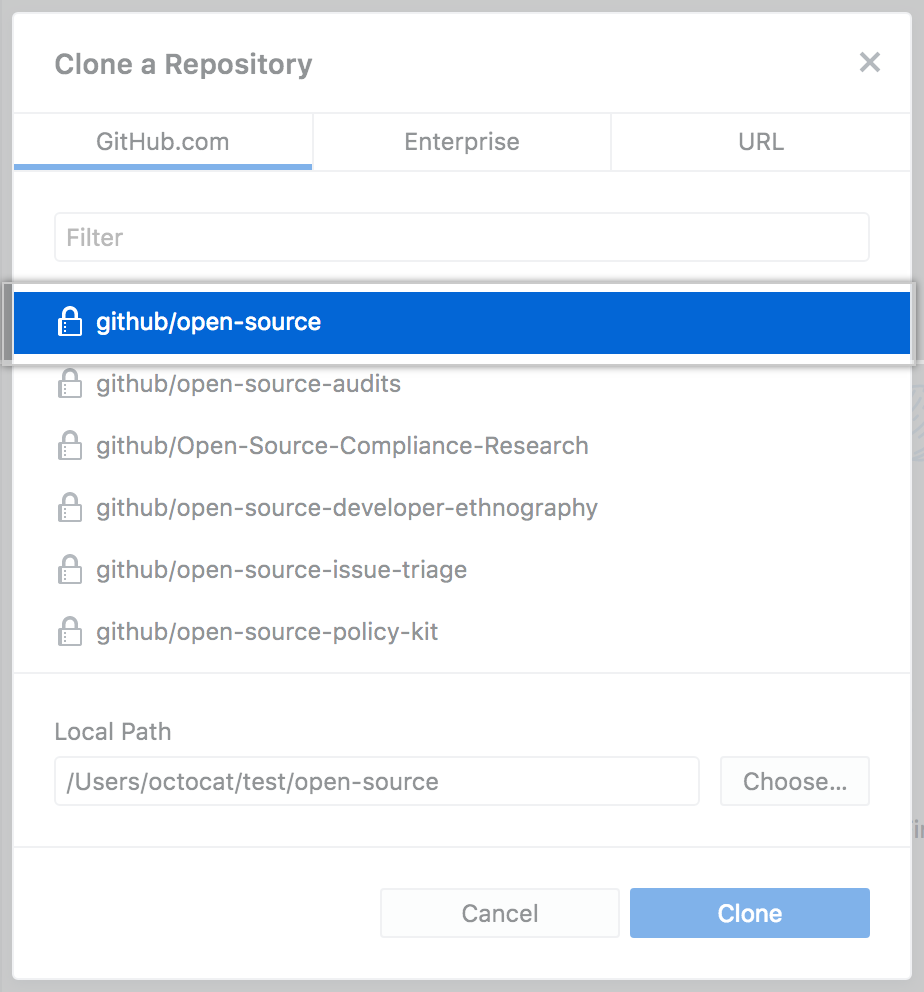 Clone a Repository
GitHub.com Enterprise URL
Filter
github/open-source
github/open-source-audits
github/Open-Source-Compliance-Research
github/open-source-developer-ethnography
github/open-source-issue-triage
github/open-source-policy-kit
Local Path
/Users/octocat/test/open-source Choose...
Cancel Clone